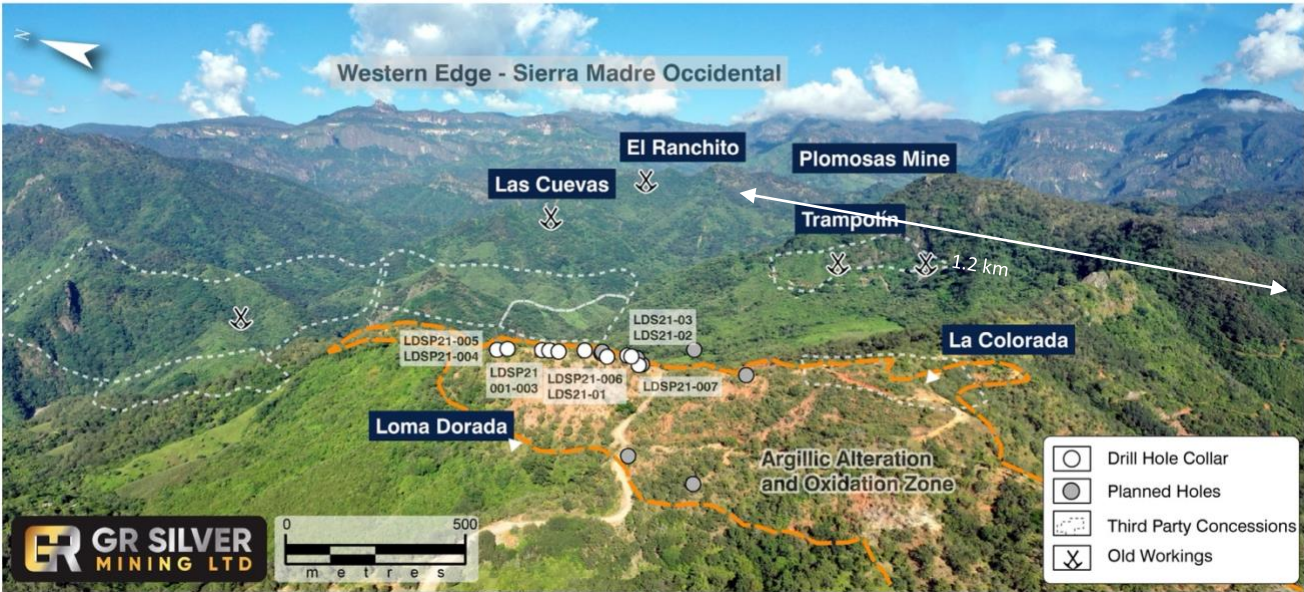 N
Western Edge - Sierra Madre Occidental
El Ranchito
Plomosas Mine
Las Cuevas
Trampolín
1.2 km
LDS21-03
LDS21-02
LDSP21-005
LDSP21-004
La Colorada
LDSP21
001-003
LDSP21-006
LDS21-01
LDSP21-007
Loma Dorada
Argillic Alteration
and Oxidation Zone
Drill Hole Collar
Planned Holes
Third Party Concessions
Old Workings
GR
GR SILVER
MINING LTD
0 500
metres